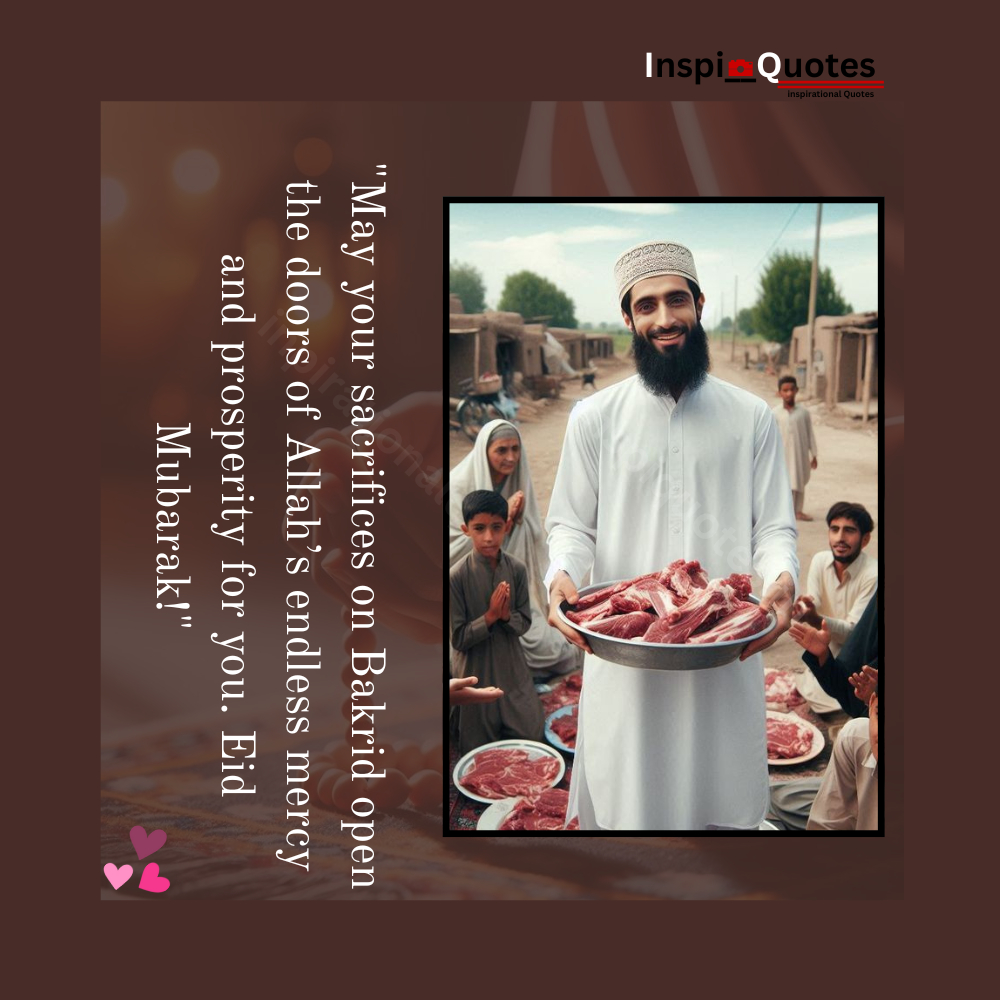 InspiQuotes
inspirational Quotes
"May your sacrifices on Bakrid open
the doors of Allah's endless mercy
and prosperity for you. Eid
Mubarak!"